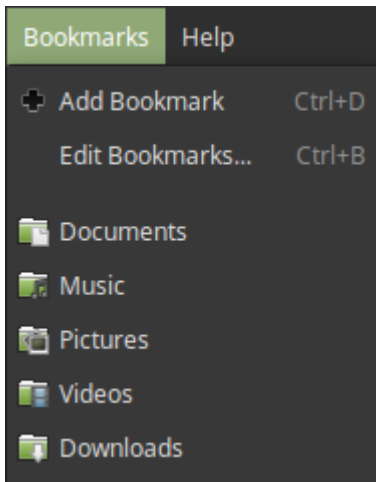 Bookmarks Help
Add Bookmark Ctrl+D
Edit Bookmarks... Ctrl+B
Documents
Music
Pictures
Videos
Downloads